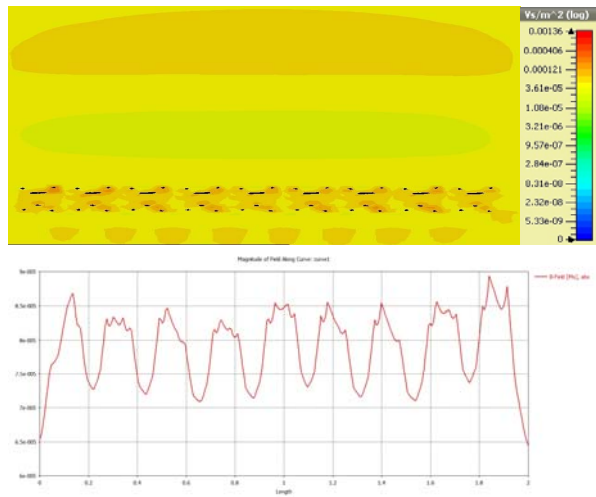 Vs/m^2 (log)
0.00136
0.000406
0.000121
3.61e-05
1.08e-05
3.21e-06
9.57e-07
2.84e-07
8.31e-08
2.32e-08
5.33e-09
0
Magnitude of Field Along Curve: curve1
9e-005
8.5e-005
8e-005
7.5e-005
7e-005
6.5e-005
6e-005
0
0.2
0.4
0.6
0.8
1
1.2
1.4
1.6
1.8
2
Length